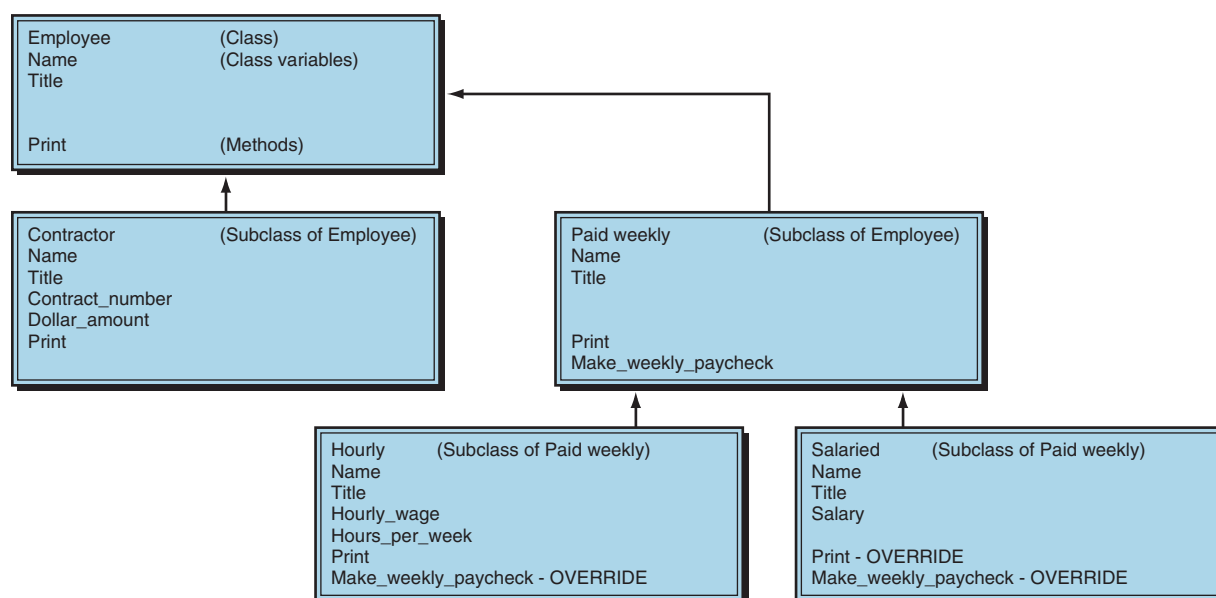 Employee (Class)
Name (Class variables)
Title
Print (Methods)
Contractor (Subclass of Employee)
Name
Title
Contract_number
Dollar_amount
Print
Paid weekly (Subclass of Employee)
Name
Title
Print
Make_weekly_paycheck
Hourly (Subclass of Paid weekly)
Name
Title
Hourly_wage
Hours_per_week
Print
Make_weekly_paycheck - OVERRIDE
Salaried (Subclass of Paid weekly)
Name
Title
Salary
Print - OVERRIDE
Make_weekly_paycheck - OVERRIDE